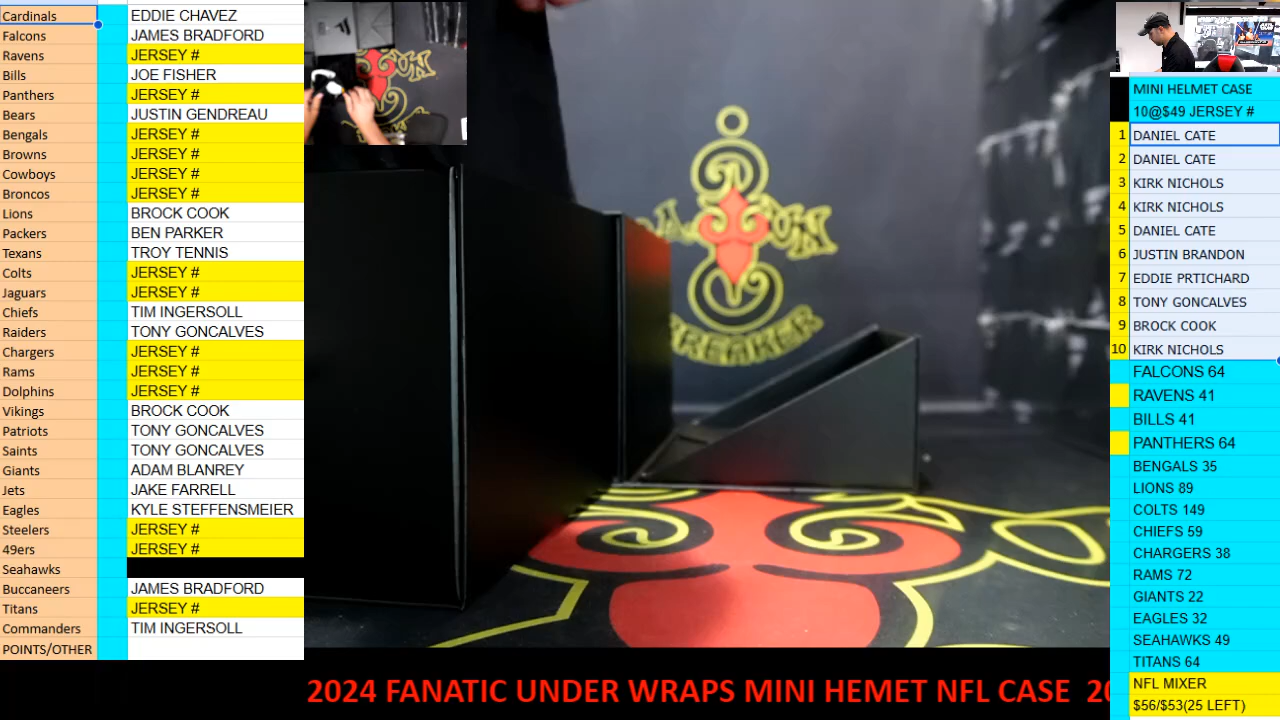 Cardinals EDDIE CHAVEZ
Falcons JAMES BRADFORD
Ravens JERSEY #
Bills JOE FISHER
Panthers JERSEY #
Bears JUSTIN GENDREAU
Bengals JERSEY #
Browns JERSEY #
Cowboys JERSEY #
Broncos JERSEY #
Lions BROCK COOK
Packers BEN PARKER
Texans TROY TENNIS
Colts JERSEY #
Jaguars JERSEY #
Chiefs TIM INGERSOLL
Raiders TONY GONCALVES
Chargers JERSEY #
Rams JERSEY #
Dolphins JERSEY #
Vikings BROCK COOK
Patriots TONY GONCALVES
Saints TONY GONCALVES
Giants ADAM BLANREY
Jets JAKE FARRELL
Eagles KYLE STEFFENSMEIER
Steelers JERSEY #
49ers JERSEY #
Seahawks
Buccaneers JAMES BRADFORD
Titans JERSEY #
Commanders TIM INGERSOLL
POINTS/OTHER
BREAKER
MINI HELMET CASE
10@$49 JERSEY #
1 DANIEL CATE
2 DANIEL CATE
3 KIRK NICHOLS
4 KIRK NICHOLS
5 DANIEL CATE
6 JUSTIN BRANDON
7 EDDIE PRTICHARD
8 TONY GONCALVES
9 BROCK COOK
10 KIRK NICHOLS
FALCONS 64
RAVENS 41
BILLS 41
PANTHERS 64
BENGALS 35
LIONS 89
COLTS 149
CHIEFS 59
CHARGERS 38
RAMS 72
GIANTS 22
EAGLES 32
SEAHAWKS 49
TITANS 64
NFL MIXER
$56/$53(25 LEFT)
2024 FANATIC UNDER WRAPS MINI HEMET NFL CASE